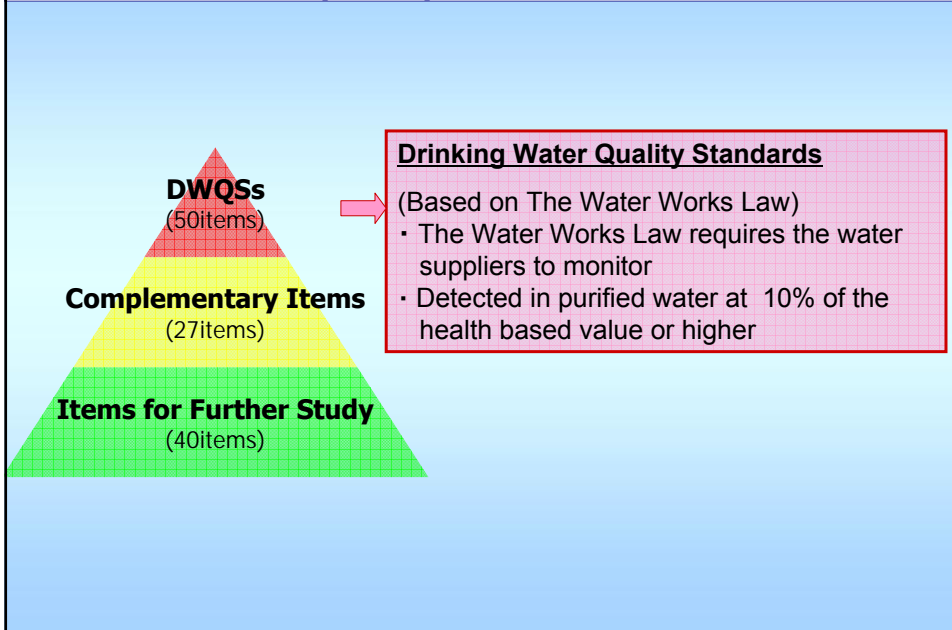 DWQSs
(50items)
Complementary Items
(27items)
Items for Further Study
(40items)
Drinking Water Quality Standards
(Based on The Water Works Law)
・The Water Works Law requires the water
suppliers to monitor
・Detected in purified water at 10% of the
health based value or higher